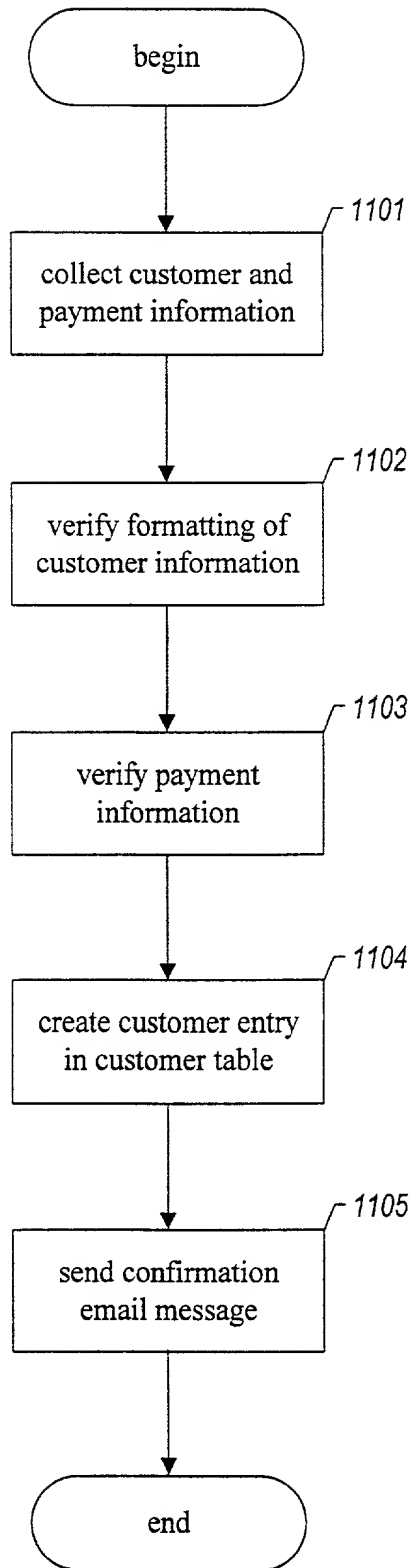 begin
1101
collect customer and
payment information
1102
verify formatting of
customer information
1103
verify payment
information
1104
create customer entry
in customer table
1105
send confirmation
email message
end